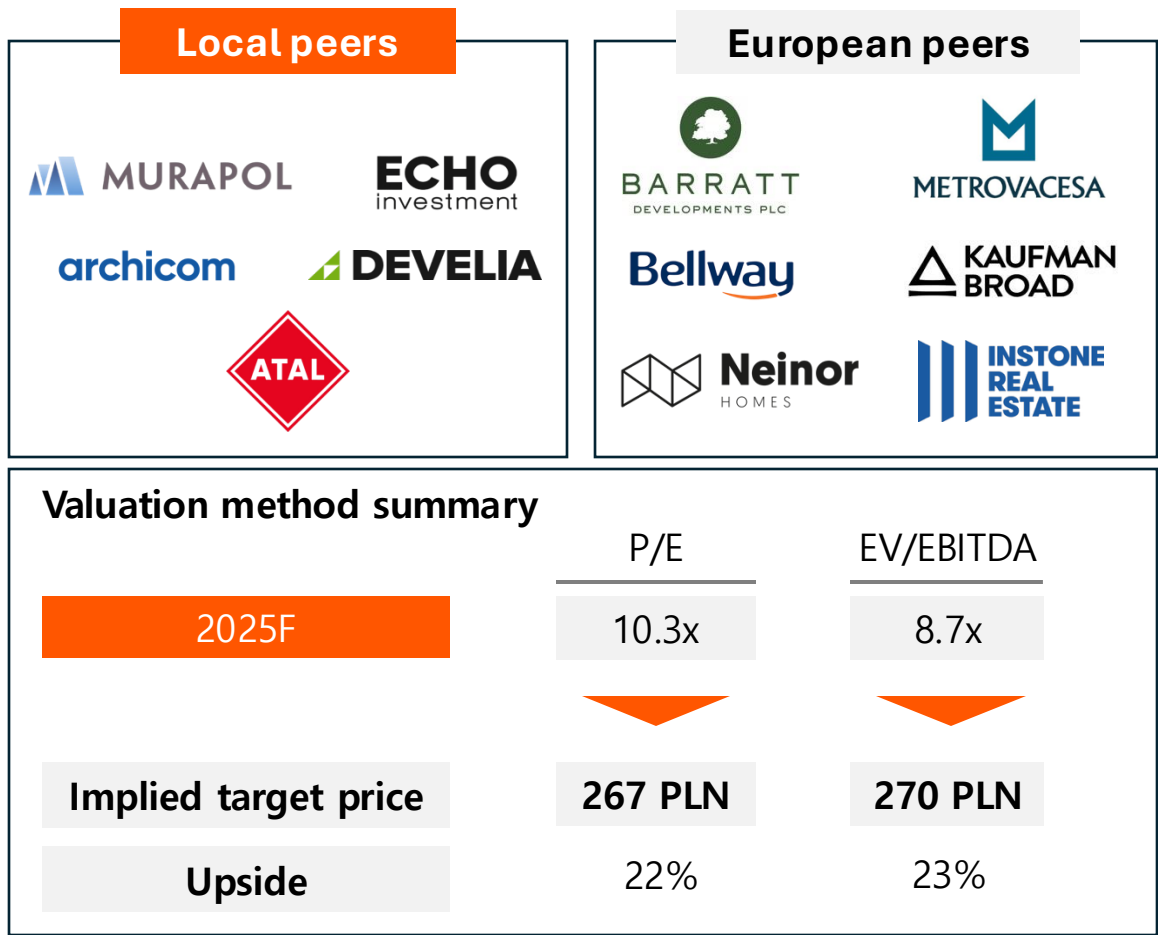 Local peers
European peers
MURAPOL
ECHO
investment
archicom
DEVELIA
ATAL
BARRATT
DEVELOPMENTS PLC
METROVACESA
Bellway
KAUFMAN
BROAD
Neinor
HOMES
INSTONE
REAL
ESTATE
Valuation method summary
P/E
EV/EBITDA
2025F
10.3x
8.7x
Implied target price
267 PLN
270 PLN
Upside
22%
23%